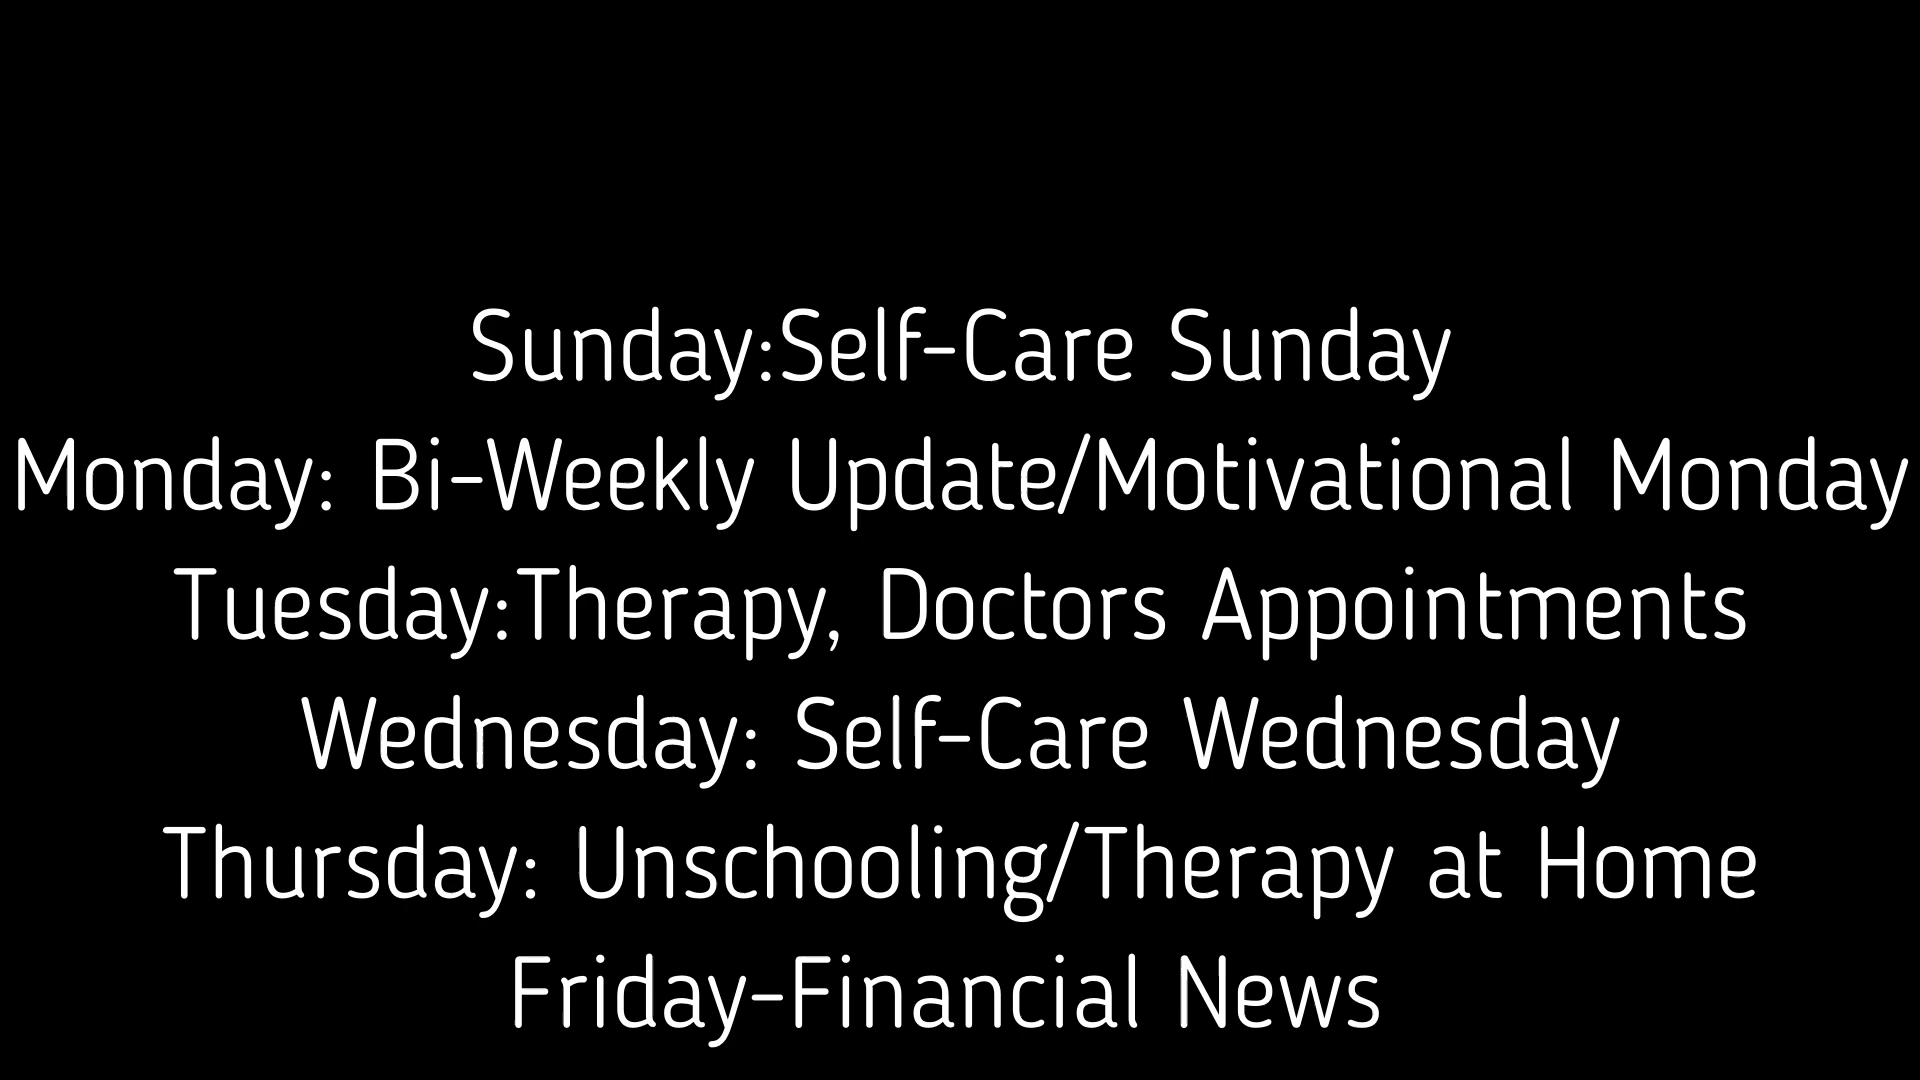 Sunday:Self-Care Sunday
Monday: Bi-Weekly Update/Motivational Monday
Tuesday:Therapy, Doctors Appointments
Wednesday: Self-Care Wednesday
Thursday: Unschooling/Therapy at Home
Friday-Financial News